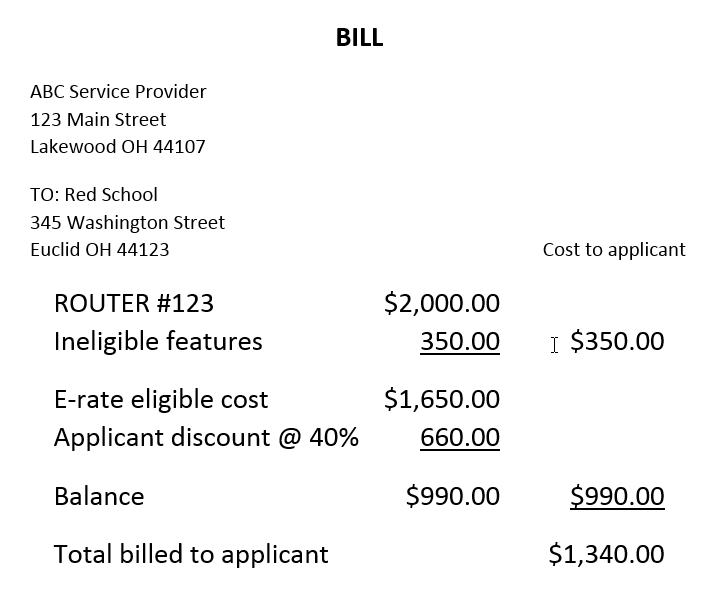 BILL
ABC Service Provider
123 Main Street
Lakewood OH 44107
TO: Red School
345 Washington Street
Euclid OH 44123 Cost to applicant
ROUTER #123 $2,000.00
Ineligible features 350.00 $350.00
E-rate eligible cost $1,650.00
Applicant discount @ 40% 660.00
Balance $990.00 $990.00
Total billed to applicant $1,340.00